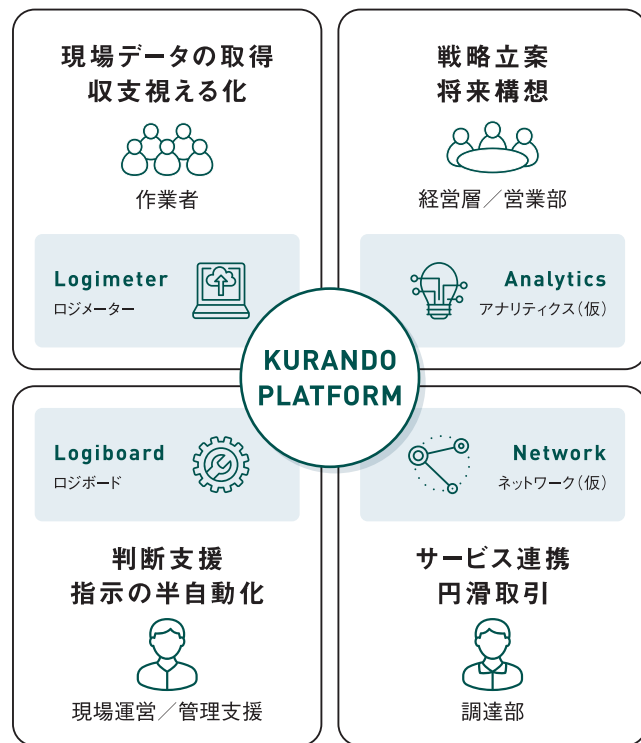 現場データの取得
収支視える化
作業者
Logimeter
ロジメーター
戦略立案
将来構想
経営層／営業部
Analytics
アナリティクス（仮）
KURANDO
PLATFORM
Logiboard
ロジボード
判断支援
指示の半自動化
現場運営／管理支援
Network
ネットワーク（仮）
サービス連携
円滑取引
調達部